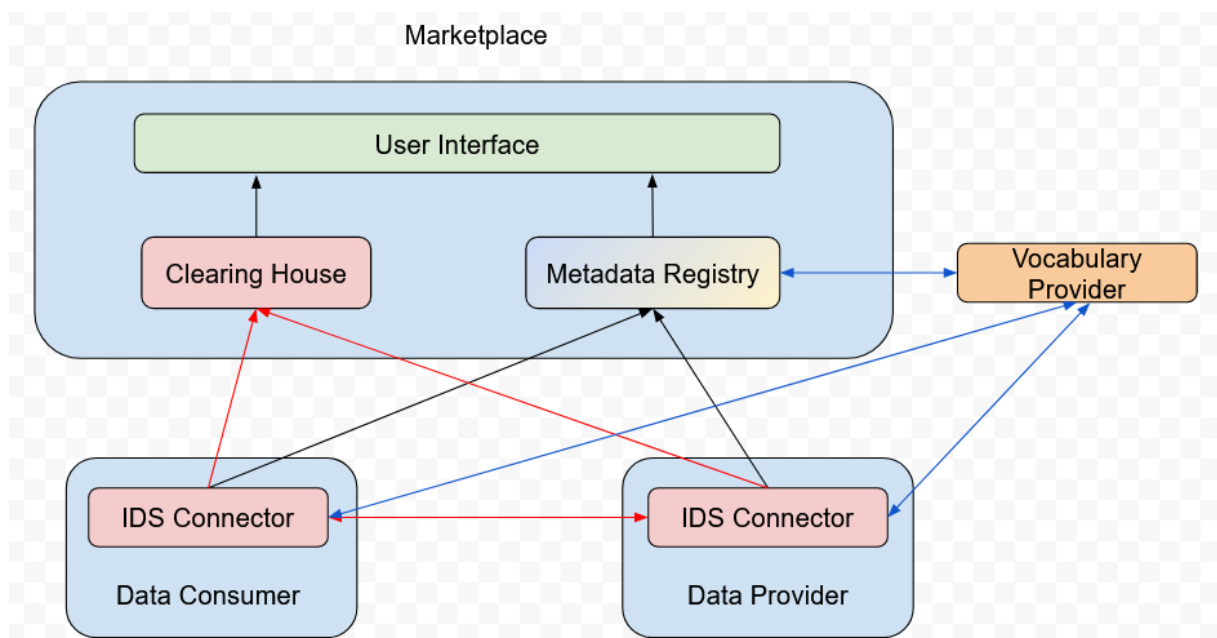 Marketplace
User Interface
Clearing House
Metadata Registry
Vocabulary
Provider
IDS Connector
IDS Connector
Data Consumer
Data Provider